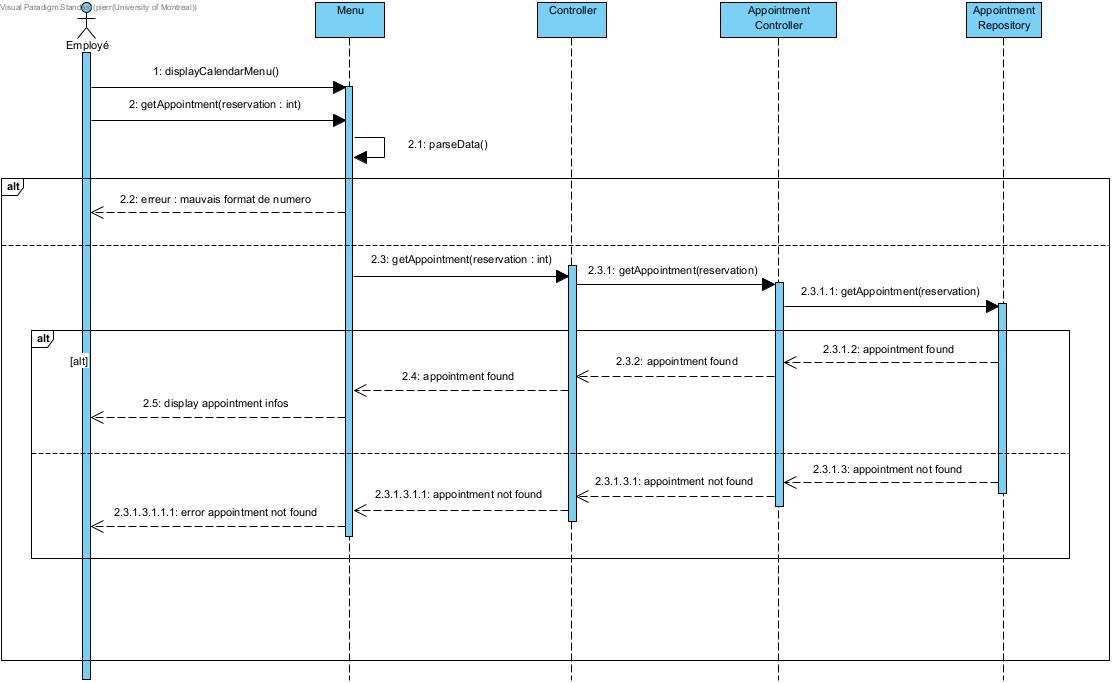 Visual Paradigm Standard (pierr(University of Montreal))
Menu
Controller
Appointment
Controller
Appointment
Repository
Employé
1: displayCalendarMenu()
2: getAppointment(reservation : int)
2.1: parseData()
alt
2.2: erreur : mauvais format de numero
2.3: getAppointment(reservation : int)
2.3.1: getAppointment(reservation)
2.3.1.1: getAppointment(reservation)
alt
[alt]
2.3.1.2: appointment found
2.3.2: appointment found
2.4: appointment found
2.5: display appointment infos
2.3.1.3: appointment not found
2.3.1.3.1: appointment not found
2.3.1.3.1.1: appointment not found
2.3.1.3.1.1.1: error appointment not found